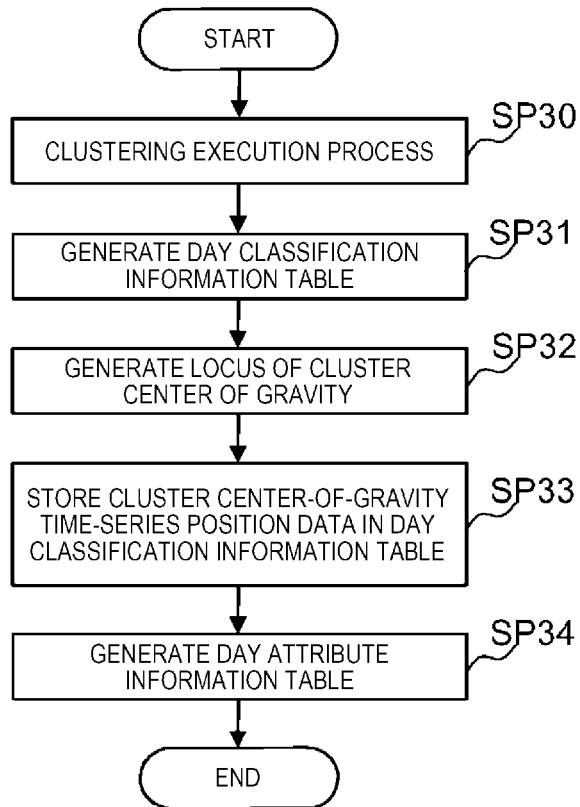 START
SP30
CLUSTERING EXECUTION PROCESS
SP31
GENERATE DAY CLASSIFICATION
INFORMATION TABLE
SP32
GENERATE LOCUS OF CLUSTER
CENTER OF GRAVITY
SP33
STORE CLUSTER CENTER-OF-GRAVITY
TIME-SERIES POSITION DATA IN DAY
CLASSIFICATION INFORMATION TABLE
SP34
GENERATE DAY ATTRIBUTE
INFORMATION TABLE
END